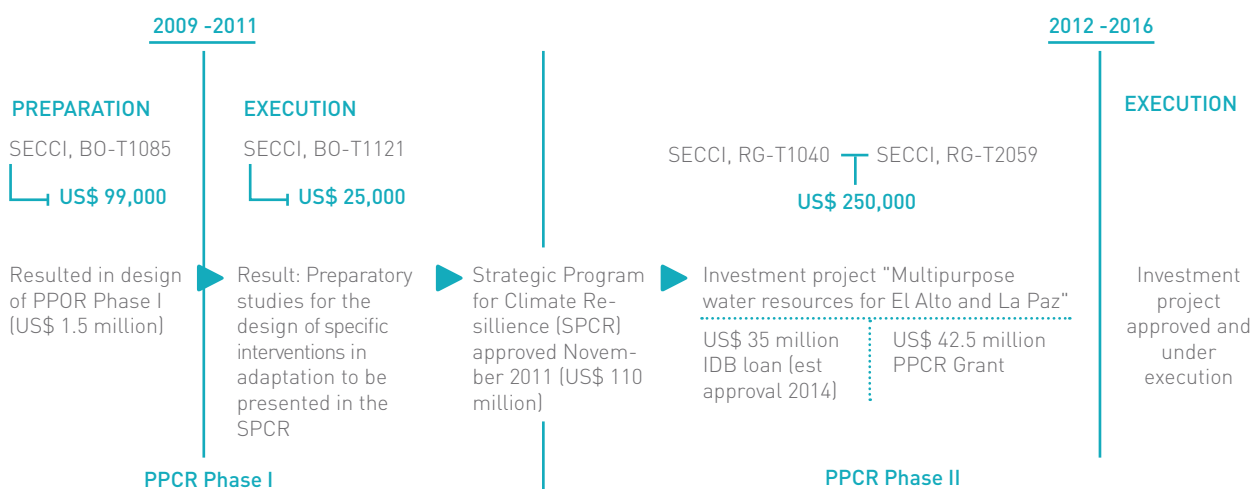 2009 -2011
2012 -2016
PREPARATION
SECCI, BO-T1085
US$ 99,000
EXECUTION
SECCI, BO-T1121
US$ 25,000
SECCI, RG-T1040
SECCI, RG-T2059
US$ 250,000
EXECUTION
Resulted in design
of PPOR Phase I
(US$ 1.5 million)
Result: Preparatory
studies for the
design of specific
interventions in
adaptation to be
presented in the
SPCR
Strategic Program
for Climate Re-
sillience (SPCR)
approved Novem-
ber 2011 (US$ 110
million)
Investment project "Multipurpose
water resources for El Alto and La Paz"
US$ 35 million
IDB loan (est
approval 2014)
US$ 42.5 million
PPCR Grant
Investment
project
approved and
under
execution
PPCR Phase I
PPCR Phase II